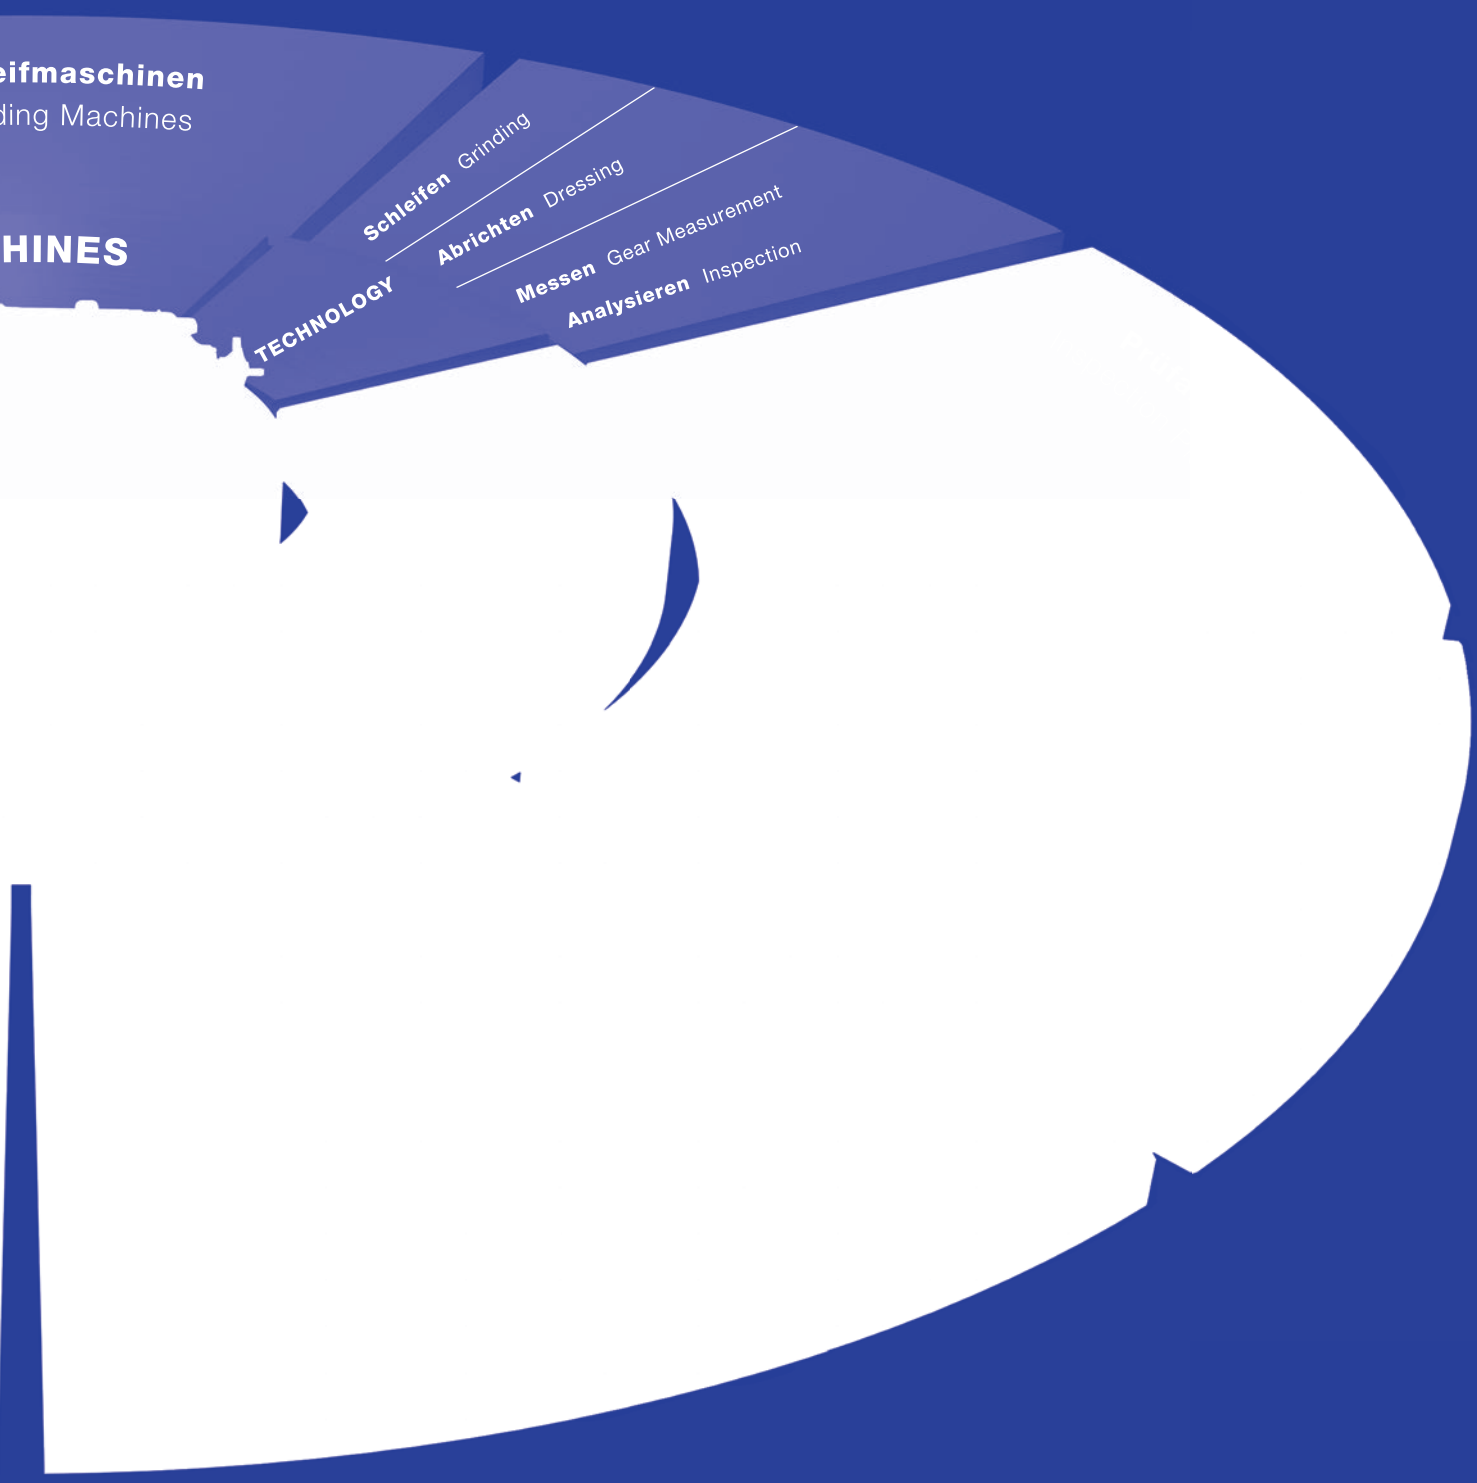 eifmaschinen
ding Machines
HINES
Schleifen Grinding
Abrichten Dressing
Messen Gear Measurement
Analysieren Inspection
TECHNOLOGY